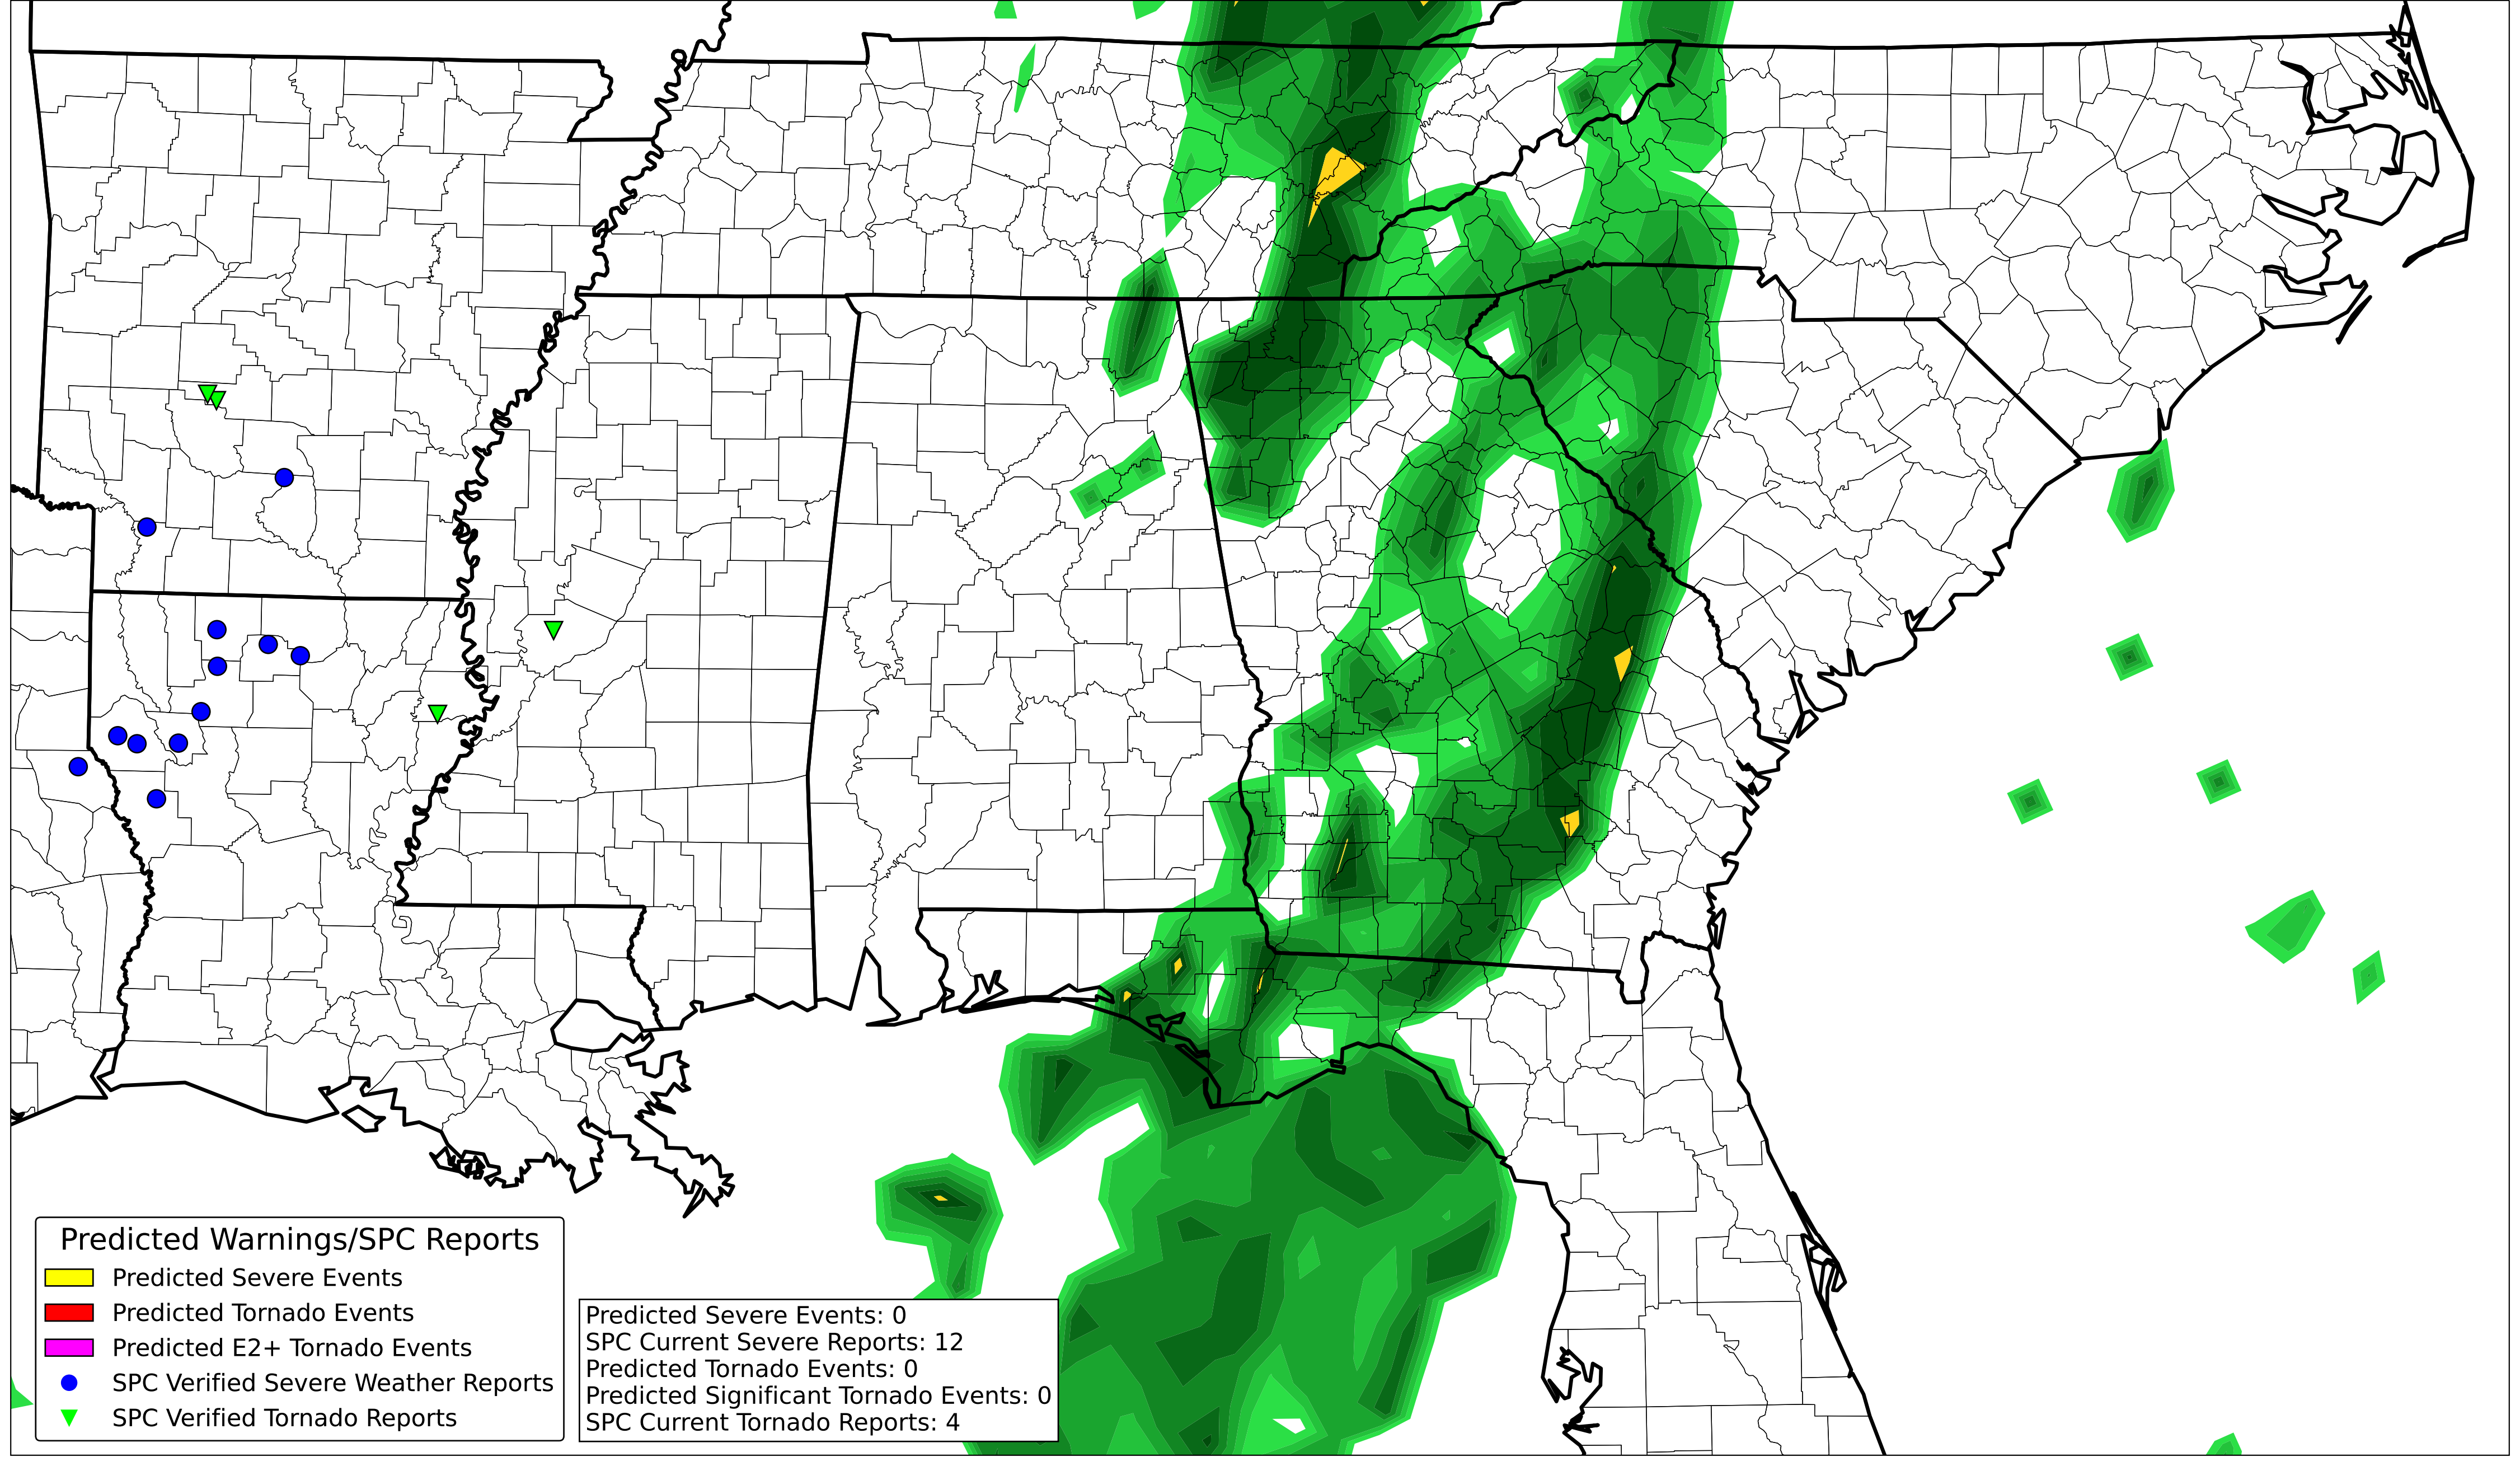 Predicted Warnings/SPC Reports
Predicted Severe Events
Predicted Tornado Events
Predicted E2+ Tornado Events
SPC Verified Severe Weather Reports
SPC Verified Tornado Reports
Predicted Severe Events: 0
SPC Current Severe Reports: 12
Predicted Tornado Events: 0
Predicted Significant Tornado Events: 0
SPC Current Tornado Reports: 4